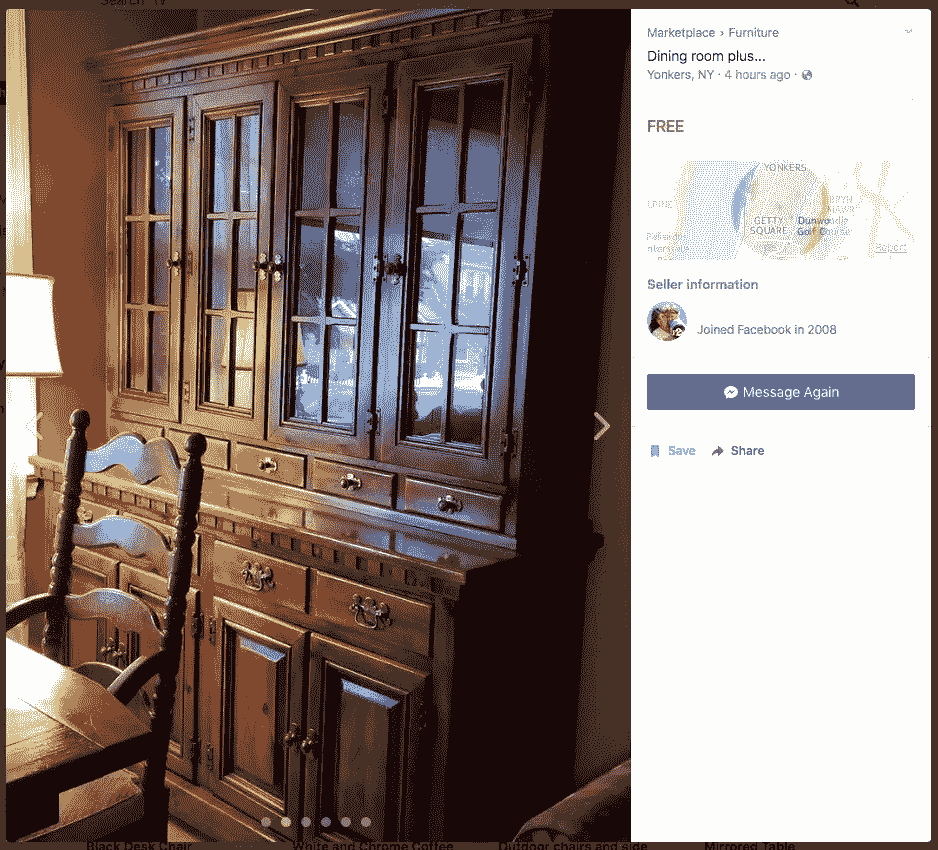 Search
Marketplace › Furniture
Dining room plus...
Yonkers, NY · 4 hours ago ·
FREE
YONKERS
GETTY
SQUARE
Dunwoodie
Golf Course
Report
Seller information
Joined Facebook in 2008
Message Again
Save Share
Black Desk Chair White and Chrome Coffee Outdoor chairs and side Mirrored Table